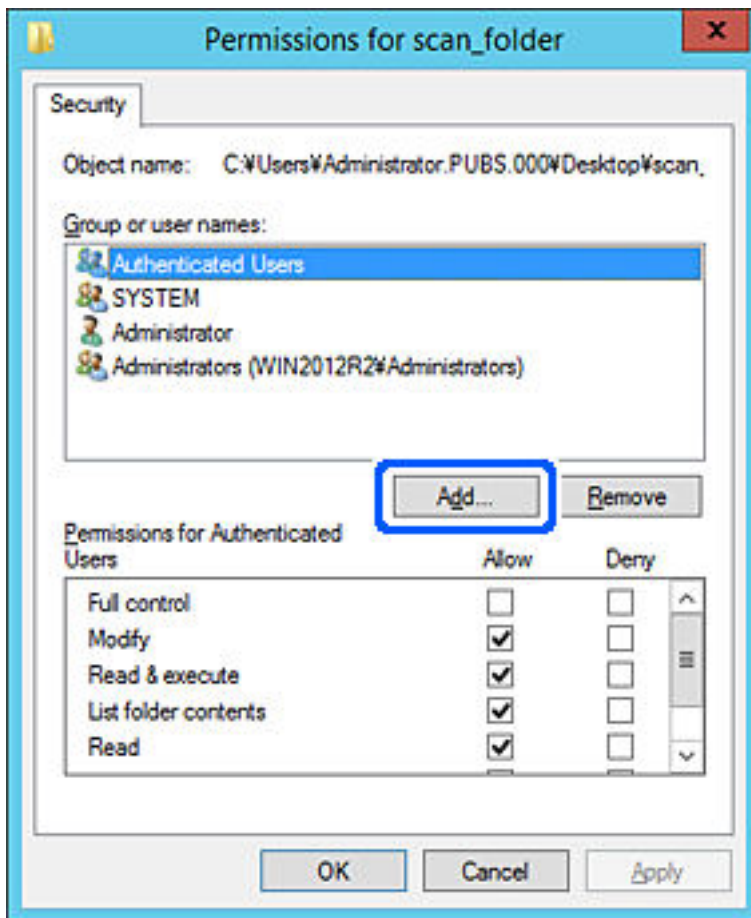 Permissions for scan_folder
Security
Object name: C:¥Users¥Administrator.PUBS.000¥Desktop¥scan_
Group or user names:
Authenticated Users
SYSTEM
Administrator
Administrators (WIN2012R2¥Administrators)
Add...
Remove
Permissions for Authenticated
Users
Allow
Deny
Full control
Modify
Read & execute
List folder contents
Read
OK
Cancel
Apply